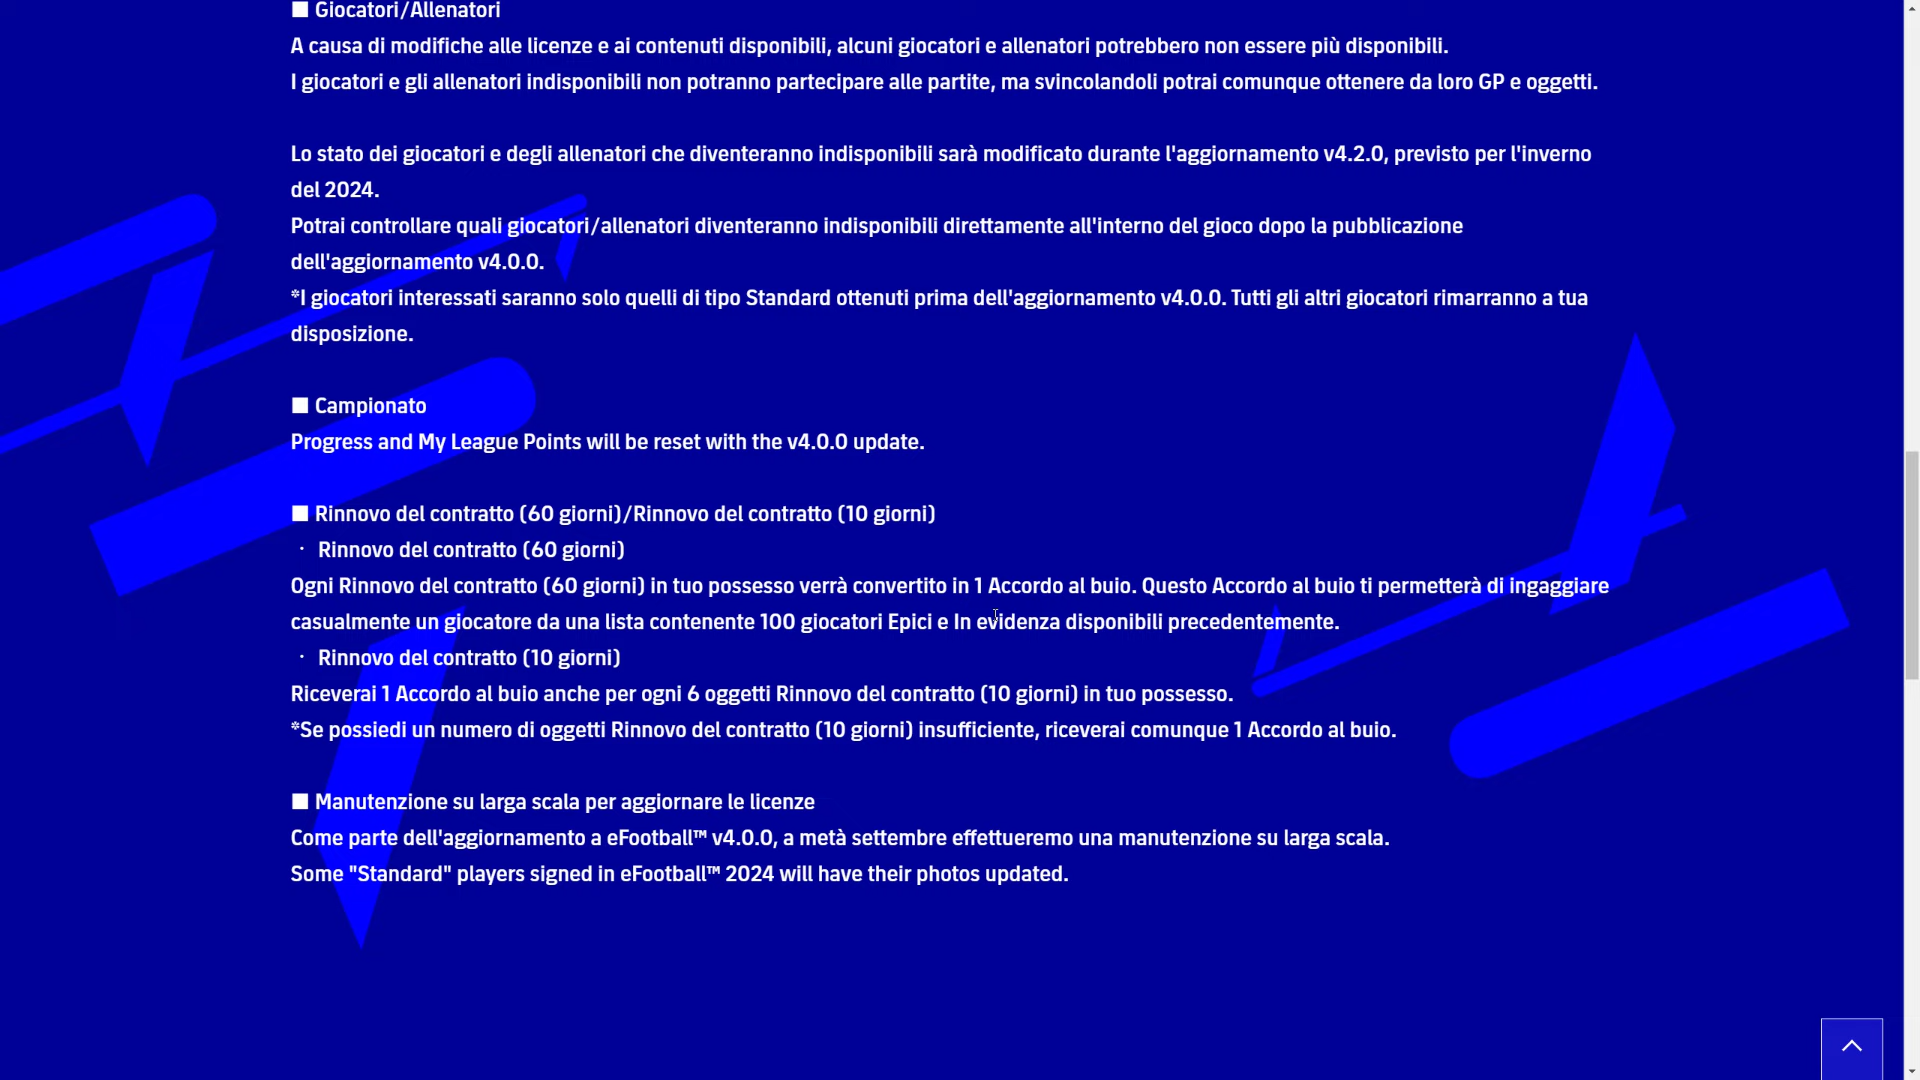 ■ Giocatori/Allenatori
A causa di modifiche alle licenze e ai contenuti disponibili, alcuni giocatori e allenatori potrebbero non essere più disponibili.
I giocatori e gli allenatori indisponibili non potranno partecipare alle partite, ma svincolandoli potrai comunque ottenere da loro GP e oggetti.
Lo stato dei giocatori e degli allenatori che diventeranno indisponibili sarà modificato durante l'aggiornamento v4.2.0, previsto per l'inverno
del 2024.
Potrai controllare quali giocatori/allenatori diventeranno indisponibili direttamente all'interno del gioco dopo la pubblicazione
dell'aggiornamento v4.0.0.
*I giocatori interessati saranno solo quelli di tipo Standard ottenuti prima dell'aggiornamento v4.0.0. Tutti gli altri giocatori rimarranno a tua
disposizione.
■ Campionato
Progress and My League Points will be reset with the v4.0.0 update.
■ Rinnovo del contratto (60 giorni)/Rinnovo del contratto (10 giorni)
・ Rinnovo del contratto (60 giorni)
Ogni Rinnovo del contratto (60 giorni) in tuo possesso verrà convertito in 1 Accordo al buio. Questo Accordo al buio ti permetterà di ingaggiare
casualmente un giocatore da una lista contenente 100 giocatori Epici e In evidenza disponibili precedentemente.
・ Rinnovo del contratto (10 giorni)
Riceverai 1 Accordo al buio anche per ogni 6 oggetti Rinnovo del contratto (10 giorni) in tuo possesso.
*Se possiedi un numero di oggetti Rinnovo del contratto (10 giorni) insufficiente, riceverai comunque 1 Accordo al buio.
■ Manutenzione su larga scala per aggiornare le licenze
Come parte dell'aggiornamento a eFootball™ v4.0.0, a metà settembre effettueremo una manutenzione su larga scala.
Some "Standard" players signed in eFootball™ 2024 will have their photos updated.